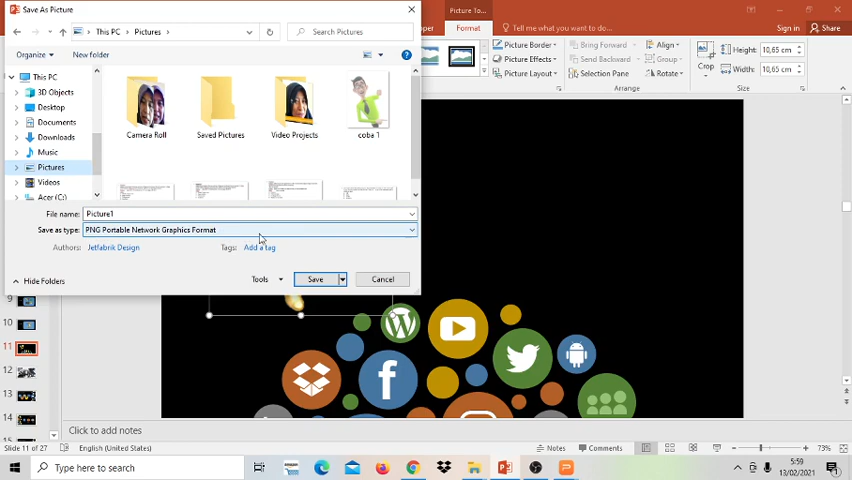 Save As Picture
This PC
Pictures
Search Pictures
Organize
New folder
This PC
3D Objects
Desktop
Documents
Downloads
Music
Pictures
Videos
Acer (C:)
Camera Roll
Saved Pictures
Video Projects
coba 1
File name:
Picture1
Save as type:
PNG Portable Network Graphics Format
Authors:
Jetfabrik Design
Tags:
Add a tag
Hide Folders
Tools
Save
Cancel
Picture To...
Format
Tell me what you want to do...
Sign in
Share
Picture Border
Picture Effects
Picture Layout
Bring Forward
Send Backward
Selection Pane
Align
Group
Rotate
Arrange
Crop
Height:
10,65 cm
Width:
10,65 cm
Size
9
10
11
12
13
14
15
Click to add notes
Slide 11 of 27
English (United States)
Notes
Comments
73%
Type here to search
5:59
13/02/2021